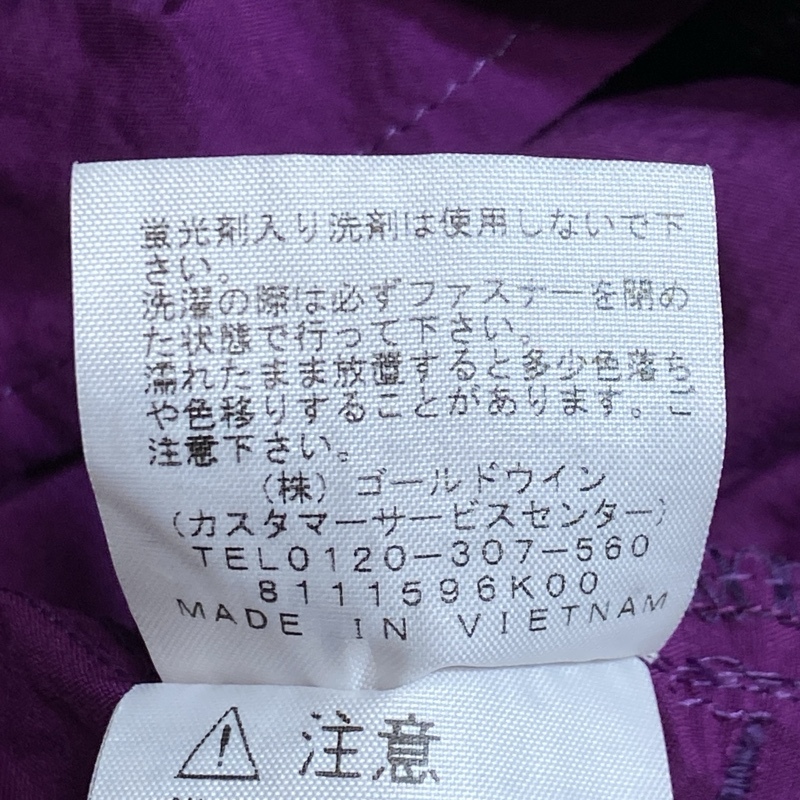 蛍光剤入り洗剤は使用しないで下
さい。
洗濯の際は必ずファスナーを閉め
た状態で行って下さい。
濡れたまま放置すると多少色落ち
や色移りすることがあります。ご
注意下さい。
(株) ゴールドウイン
(カスタマーサービスセンター)
TEL0120-307-560
8111596K00
MADE IN VIETNAM
注意